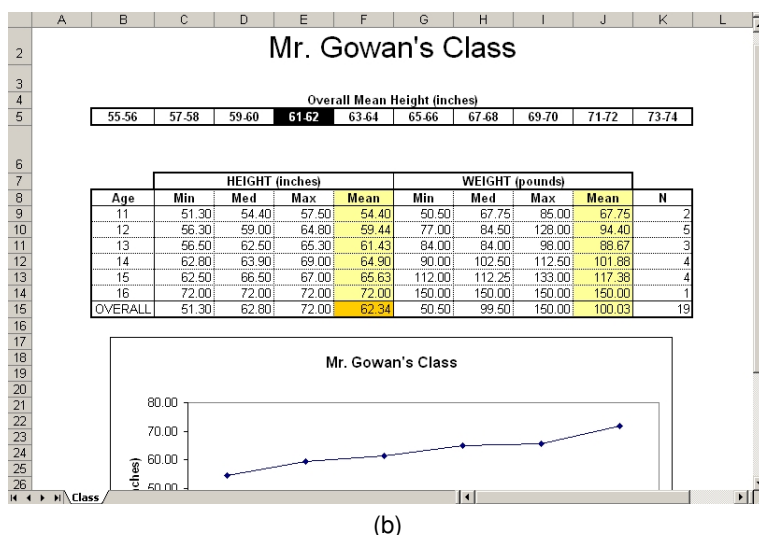 A B C D E F G H I J K L
2 Mr. Gowan's Class
3
4 Overall Mean Height (inches)
5 55-56 57-58 59-60 61-62 63-64 65-66 67-68 69-70 71-72 73-74
6
7 HEIGHT (inches) WEIGHT (pounds)
8 Age Min Med Max Mean Min Med Max Mean N
9 11 51.30 54.40 57.50 54.40 50.50 67.75 85.00 67.75 2
10 12 56.30 59.00 64.80 59.44 77.00 84.50 128.00 94.40 5
11 13 56.50 62.50 65.30 61.43 84.00 84.00 98.00 88.67 3
12 14 62.80 63.90 69.00 64.90 90.00 102.50 112.50 101.88 4
13 15 62.50 66.50 67.00 65.63 112.00 112.25 133.00 117.38 4
14 16 72.00 72.00 72.00 72.00 150.00 150.00 150.00 150.00 1
15 OVERALL 51.30 62.80 72.00 62.34 50.50 99.50 150.00 100.03 19
16
17
18 Mr. Gowan's Class
19
20
21 80.00
22
23 70.00
24
25 60.00
26 50.00
ches)
Class
(b)